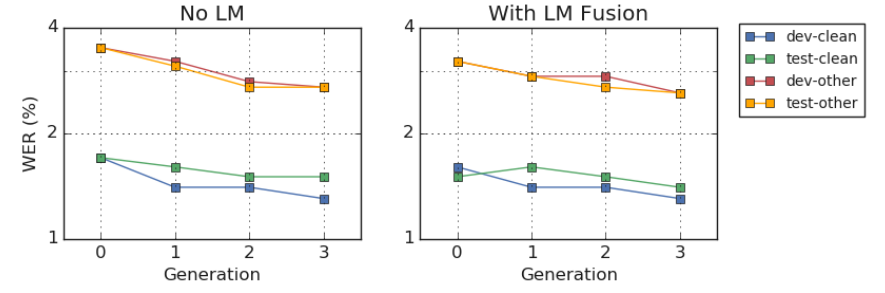 No LM
With LM Fusion
4
2
1
WER (%)
0 1 2 3
Generation
4
2
1
0 1 2 3
Generation
dev-clean
test-clean
dev-other
test-other